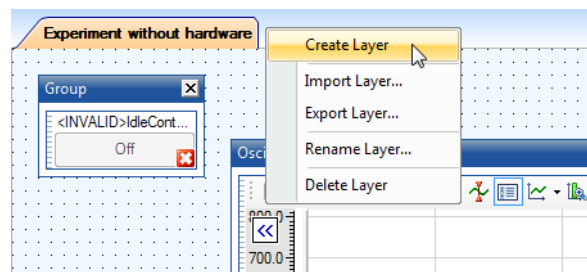 Experiment without hardware
Create Layer
Import Layer...
Export Layer...
Rename Layer...
Delete Layer
Group
<INVALID>IdleCont...
Off
Osci
800.0
700.0